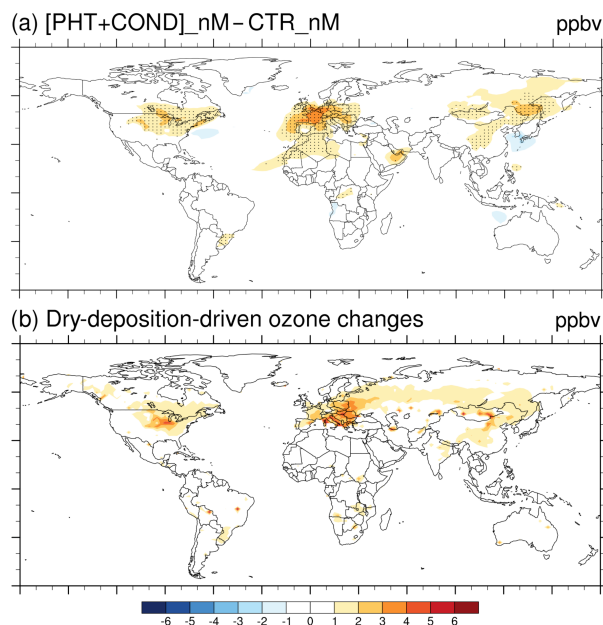 (a) [PHT+COND]_nM – CTR_nM ppbv
(b) Dry-deposition-driven ozone changes ppbv
-6 -5 -4 -3 -2 -1 0 1 2 3 4 5 6